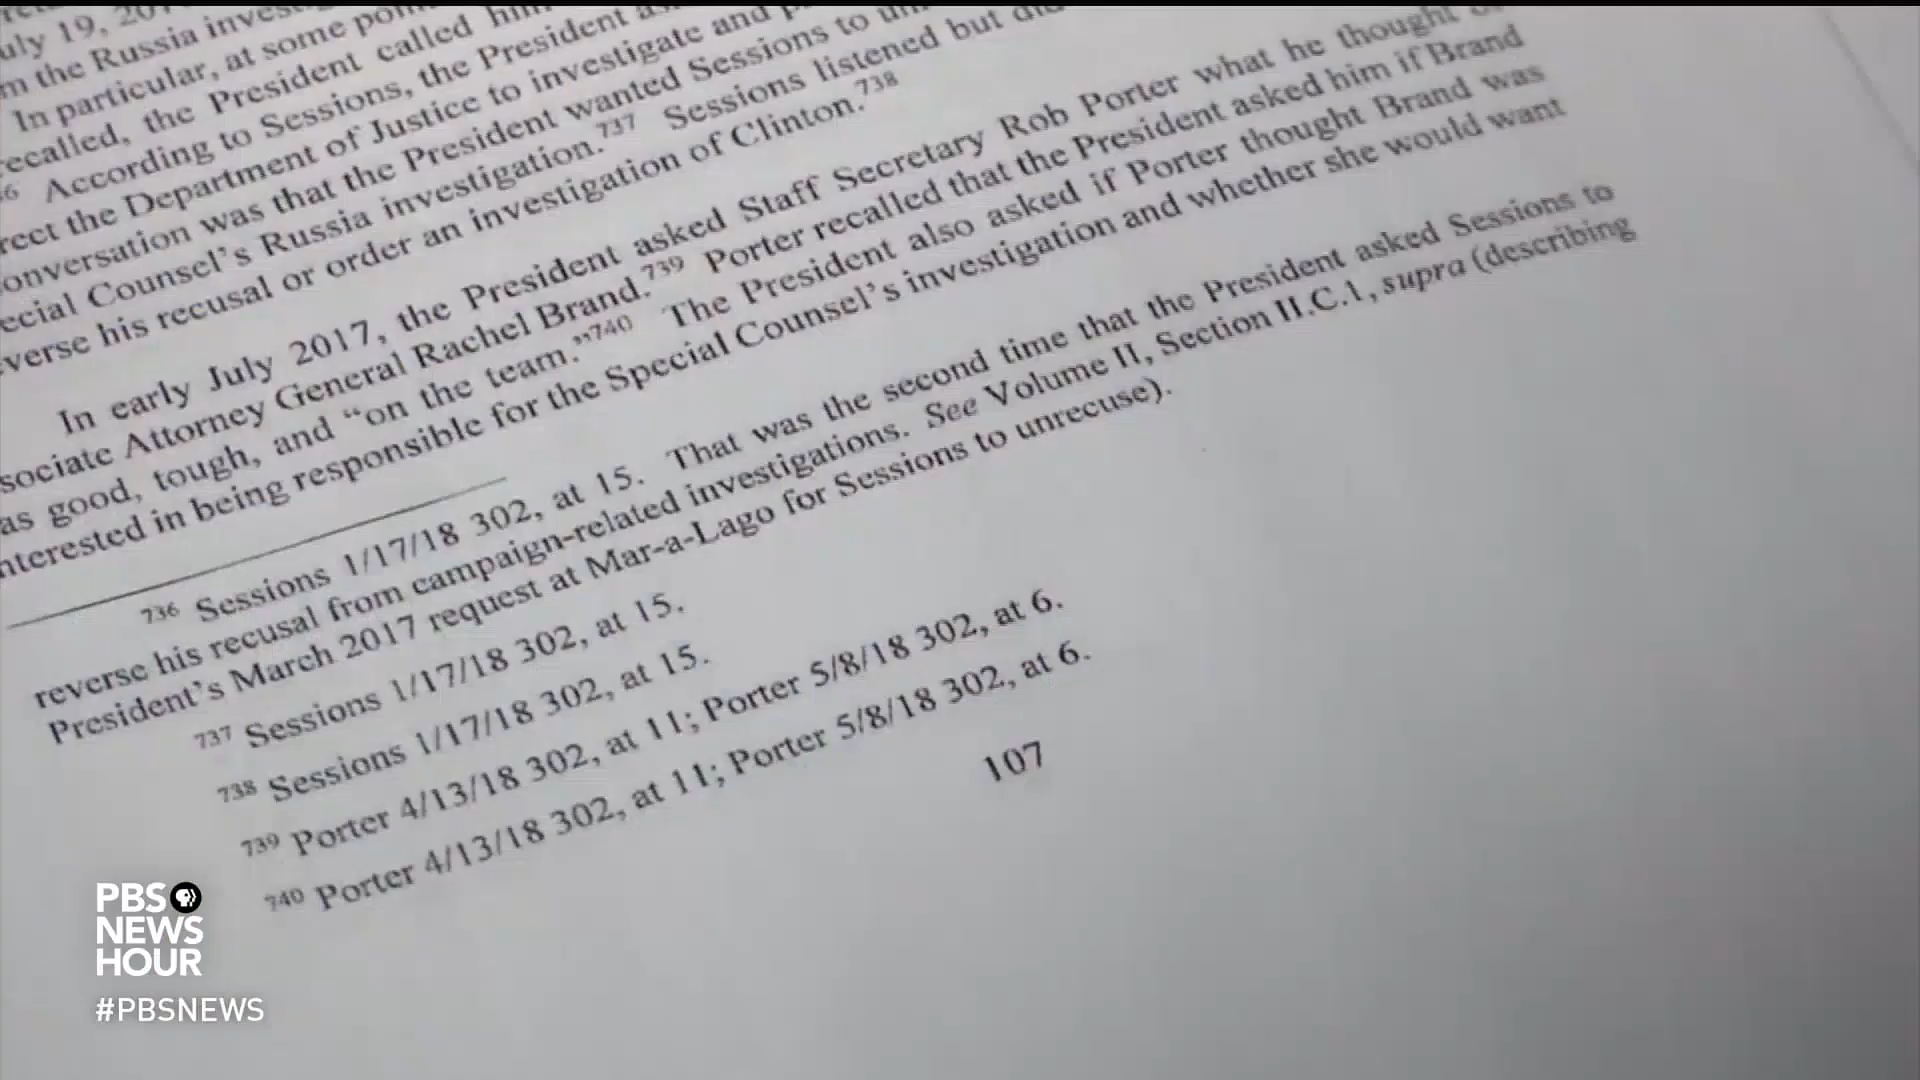 uly 19, 20
m the Russia inves
In particular, at some poin
ecalled, the President called him
According to Sessions, the President
rect the Department of Justice to investigate and
onversation was that the President wanted Sessions to un
ecial Counsel's Russia investigation.737 Sessions listened but did
verse his recusal or order an investigation of Clinton.738
In early July 2017, the President asked Staff Secretary Rob Porter what he thought
sociate Attorney General Rachel Brand.739 Porter recalled that the President asked him if Brand
as good, tough, and “on the team.”740 The President also asked if Porter thought Brand was
nterested in being responsible for the Special Counsel's investigation and whether she would want
736 Sessions 1/17/18 302, at 15. That was the second time that the President asked Sessions to
reverse his recusal from campaign-related investigations. See Volume II, Section II.C.1, supra (describing
President's March 2017 request at Mar-a-Lago for Sessions to unrecuse).
737 Sessions 1/17/18 302, at 15.
738 Sessions 1/17/18 302, at 15.
739 Porter 4/13/18 302, at 11; Porter 5/8/18 302, at 6.
740 Porter 4/13/18 302, at 11; Porter 5/8/18 302, at 6.
107
PBS
NEWS
HOUR
#PBSNEWS